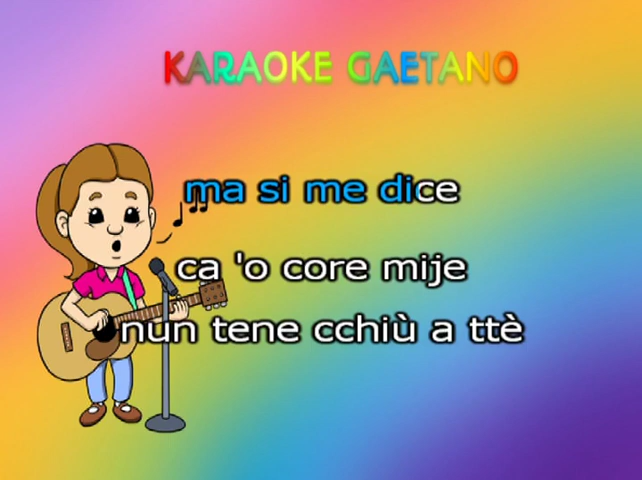 KARAOKE GAETANO
ma si me dice
ca 'o core mije
nun tene cchiù a ttè